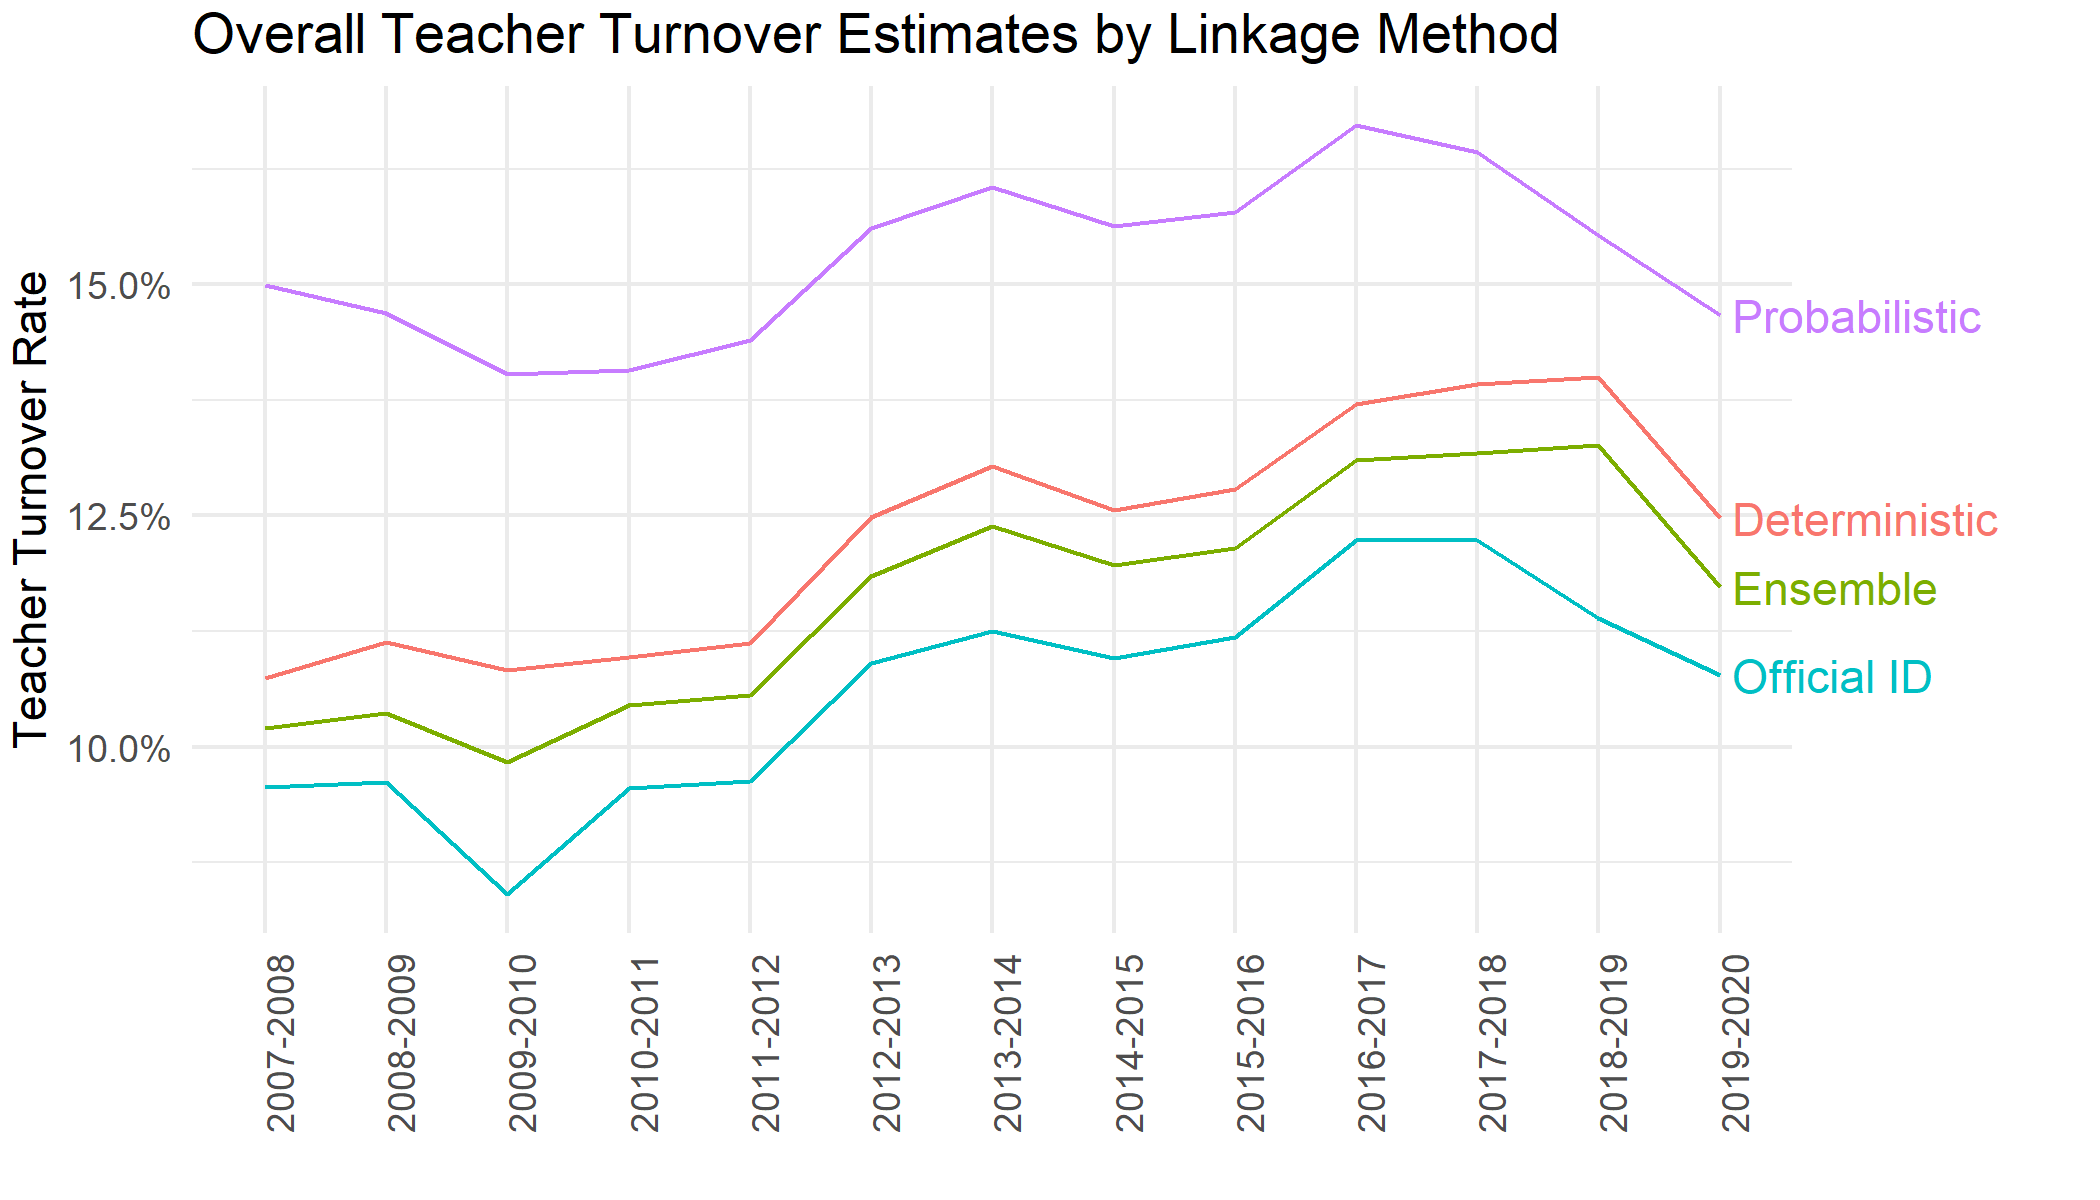 Overall Teacher Turnover Estimates by Linkage Method
Teacher Turnover Rate
15.0%
12.5%
10.0%
Probabilistic
Deterministic
Ensemble
Official ID
2007-2008
2008-2009
2009-2010
2010-2011
2011-2012
2012-2013
2013-2014
2014-2015
2015-2016
2016-2017
2017-2018
2018-2019
2019-2020